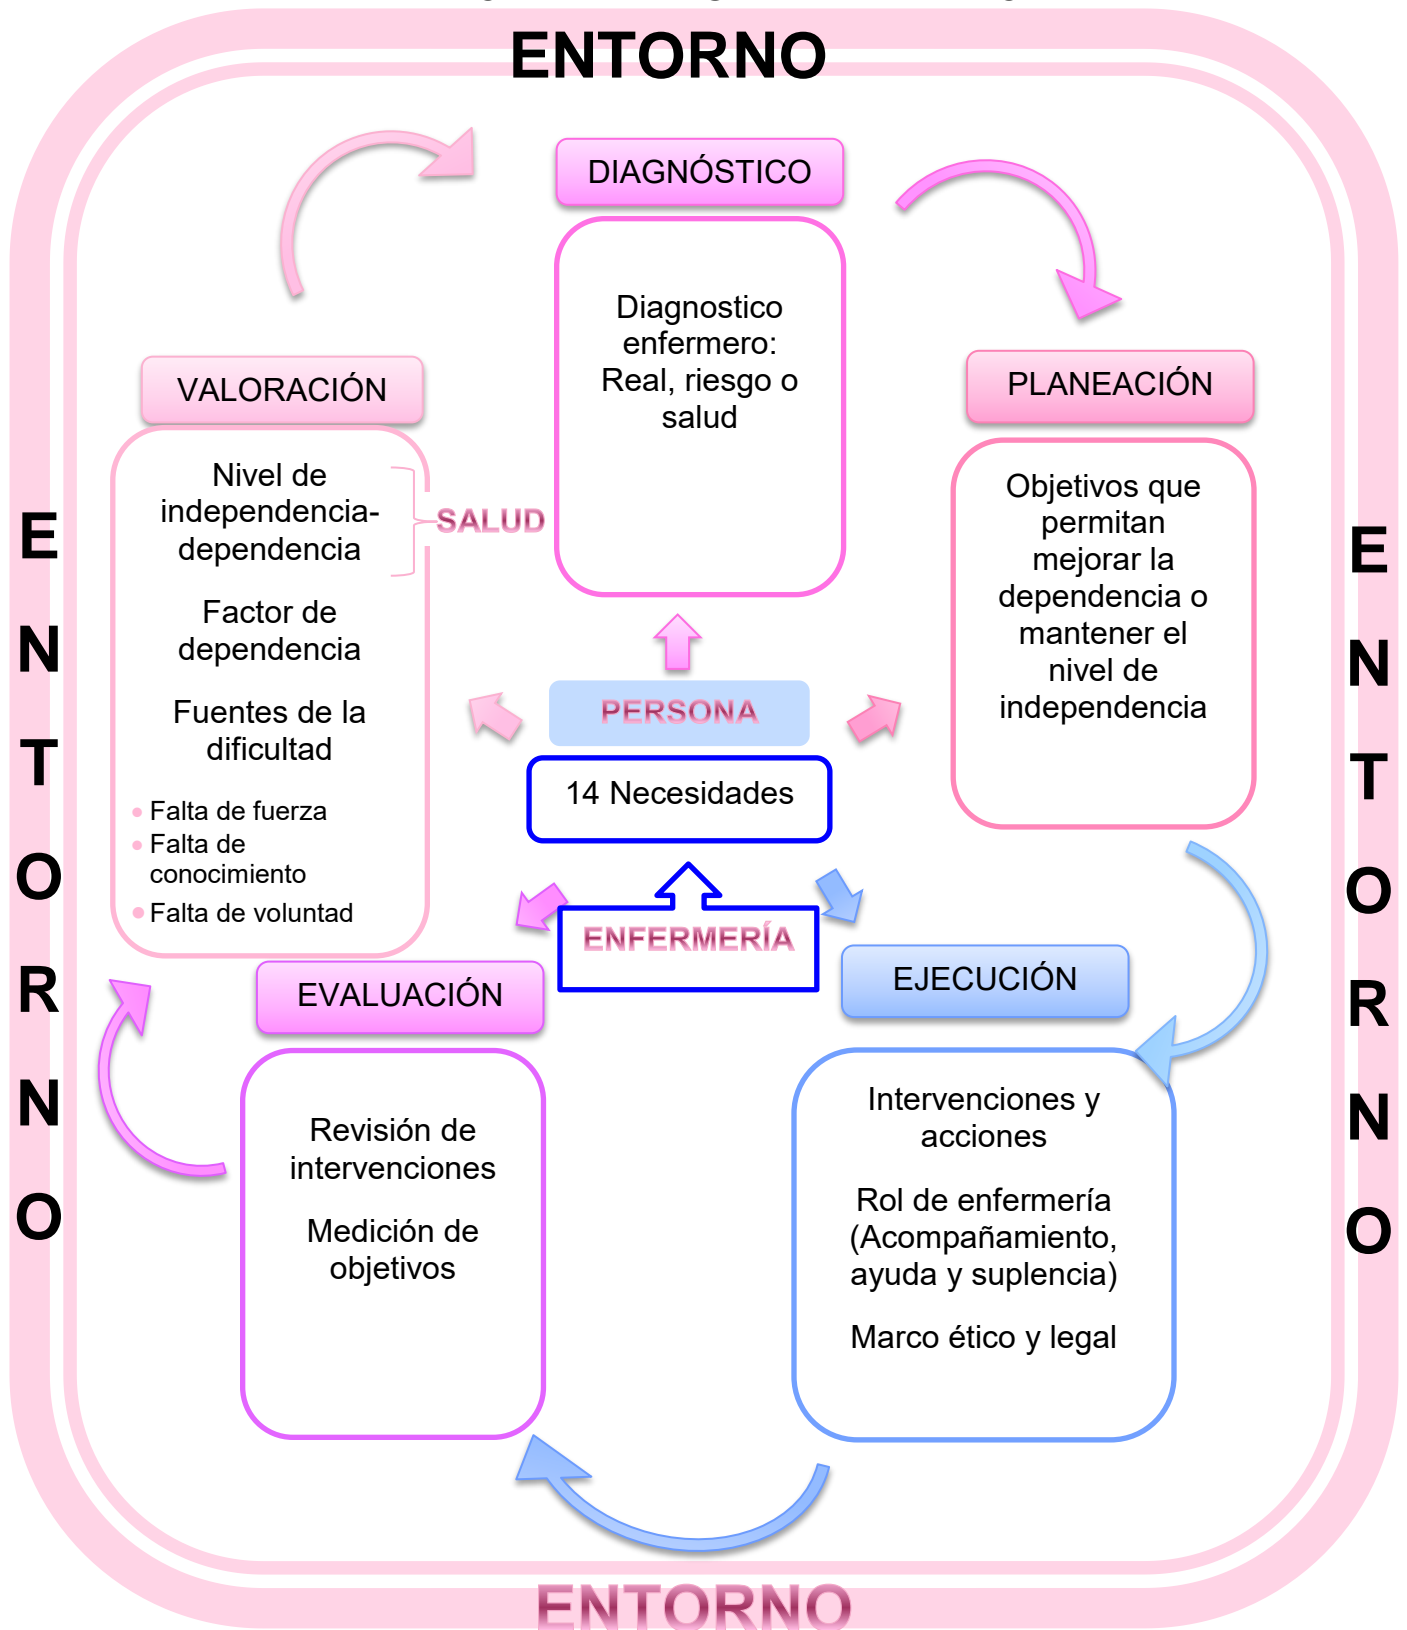 ENTORNO
DIAGNÓSTICO
Diagnostico
enfermero:
Real, riesgo o
salud
VALORACIÓN
Nivel de
independencia-
dependencia
SALUD
Factor de
dependencia
Fuentes de la
dificultad
• Falta de fuerza
• Falta de
conocimiento
• Falta de voluntad
PLANEACIÓN
Objetivos que
permitan
mejorar la
dependencia o
mantener el
nivel de
independencia
PERSONA
14 Necesidades
ENFERMERÍA
EVALUACIÓN
Revisión de
intervenciones
Medición de
objetivos
EJECUCIÓN
Intervenciones y
acciones
Rol de enfermería
(Acompañamiento,
ayuda y suplencia)
Marco ético y legal
E
N
T
O
R
N
O
E
N
T
O
R
N
O
ENTORNO